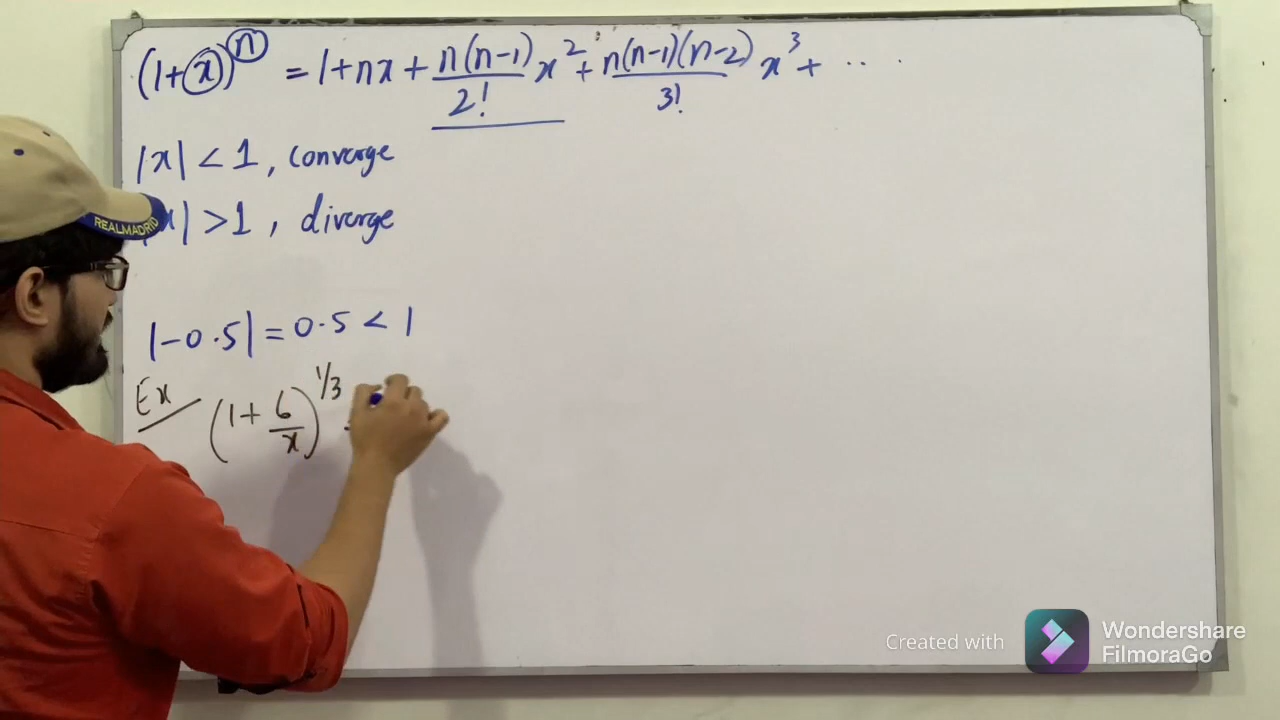 (1+x)^n = 1+nx + n(n-1)/2! x^2 + n(n-1)(n-2)/3! x^3 + ....
|x| < 1, converge
|x| > 1, diverge
REALMADRID
|-0.5| = 0.5 < 1
Ex (1+ 6/x)^1/3
Created with Wondershare FilmoraGo